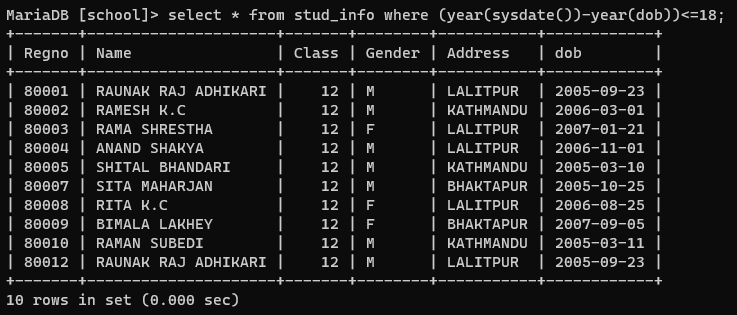 MariaDB [school]> select * from stud_info where (year(sysdate())-year(dob))<=18;
+-------+---------------------+-------+--------+-----------+------------+
| Regno | Name                | Class | Gender | Address   | dob        |
+-------+---------------------+-------+--------+-----------+------------+
| 80001 | RAUNAK RAJ ADHIKARI |    12 | M      | LALITPUR  | 2005-09-23 |
| 80002 | RAMESH K.C          |    12 | M      | KATHMANDU | 2006-03-01 |
| 80003 | RAMA SHRESTHA       |    12 | F      | LALITPUR  | 2007-01-21 |
| 80004 | ANAND SHAKYA        |    12 | M      | LALITPUR  | 2006-11-01 |
| 80005 | SHITAL BHANDARI     |    12 | M      | KATHMANDU | 2005-03-10 |
| 80007 | SITA MAHARJAN       |    12 | M      | BHAKTAPUR | 2005-10-25 |
| 80008 | RITA K.C            |    12 | F      | LALITPUR  | 2006-08-25 |
| 80009 | BIMALA LAKHEY       |    12 | F      | BHAKTAPUR | 2007-09-05 |
| 80010 | RAMAN SUBEDI        |    12 | M      | KATHMANDU | 2005-03-11 |
| 80012 | RAUNAK RAJ ADHIKARI |    12 | M      | LALITPUR  | 2005-09-23 |
+-------+---------------------+-------+--------+-----------+------------+
10 rows in set (0.000 sec)